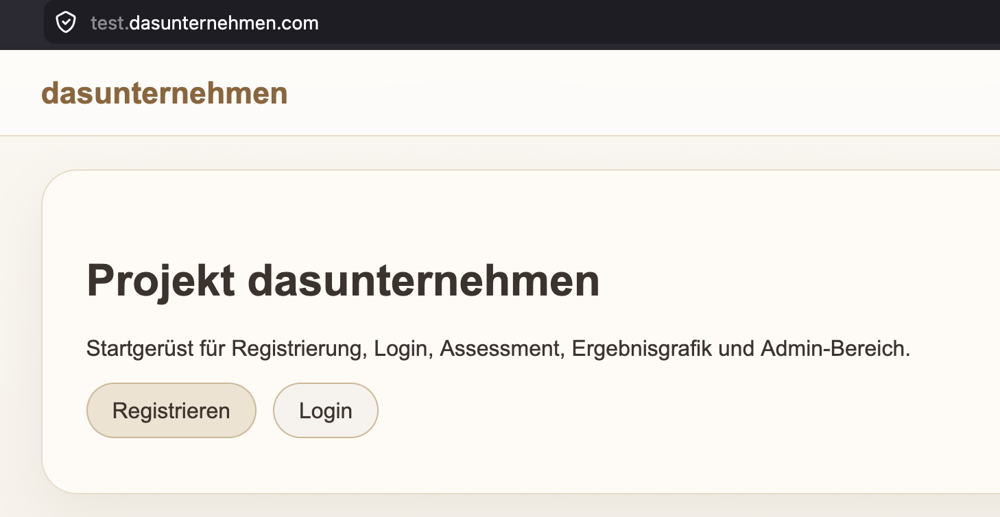 test.dasunternehmen.com
dasunternehmen
Projekt dasunternehmen
Startgerüst für Registrierung, Login, Assessment, Ergebnisgrafik und Admin-Bereich.
Registrieren
Login